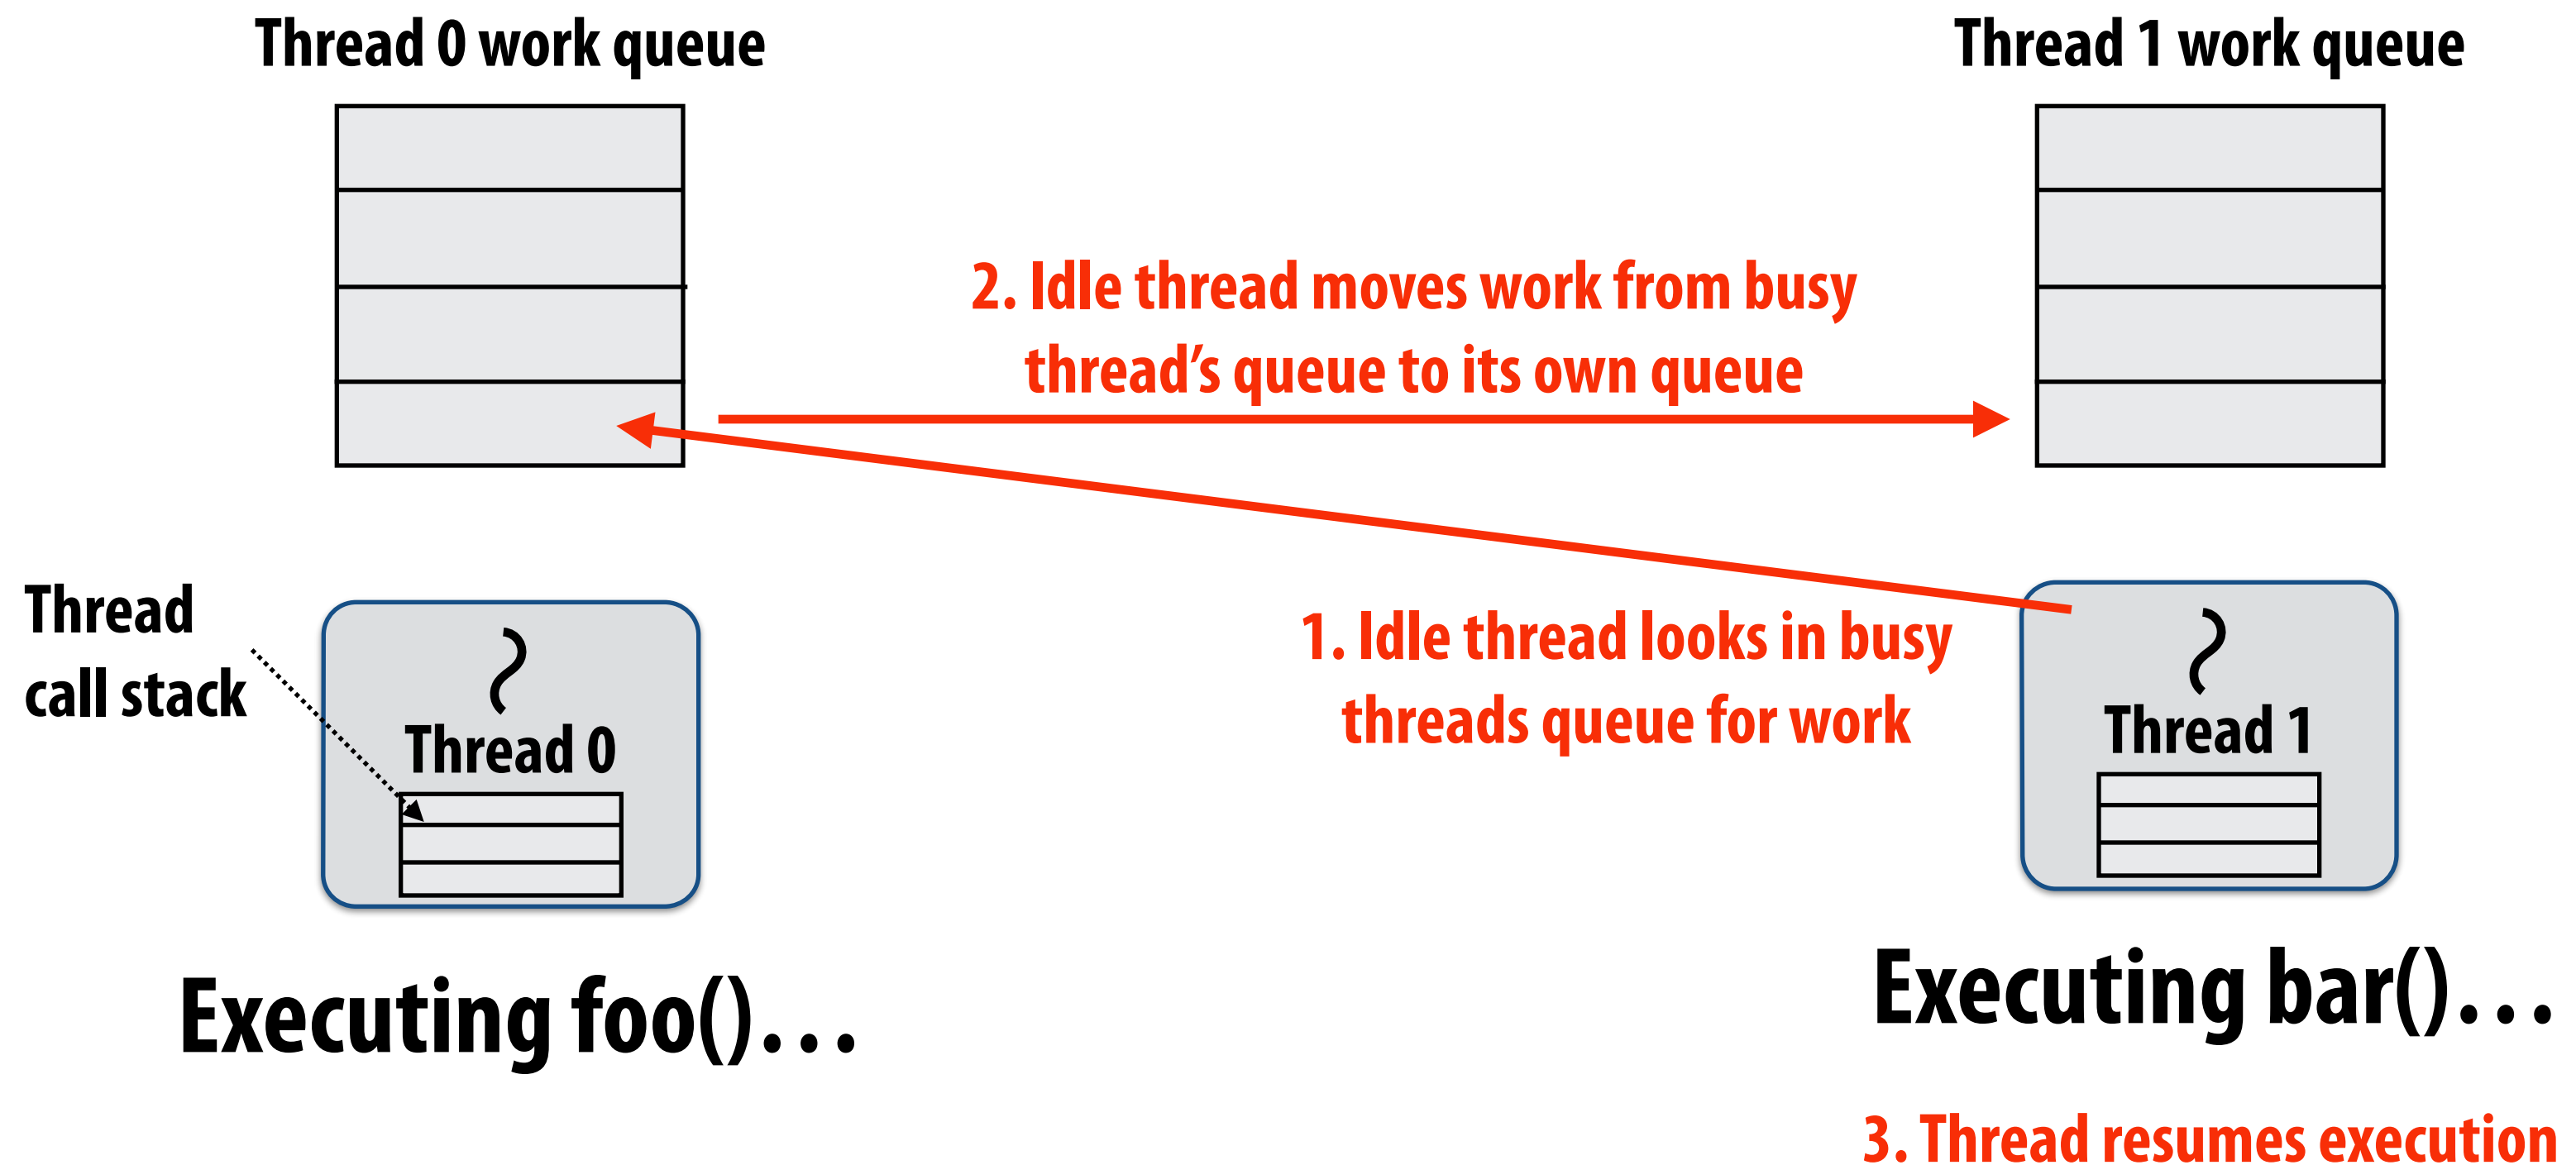 Thread 0 work queue
Thread 1 work queue
2. Idle thread moves work from busy
thread’s queue to its own queue
Thread
call stack
1. Idle thread looks in busy
threads queue for work
Thread 0
Thread 1
Executing foo()…
Executing bar()…
3. Thread resumes execution